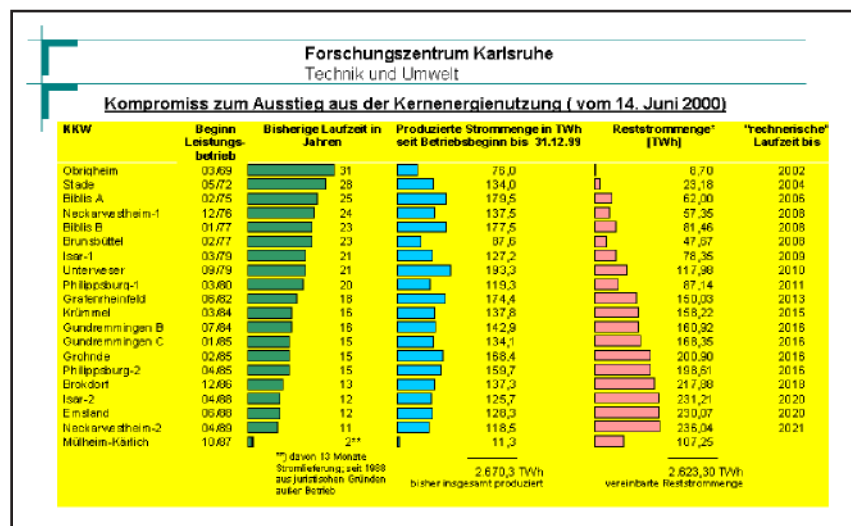 Forschungszentrum Karlsruhe
Technik und Umwelt
Kompromiss zum Ausstieg aus der Kernenergienutzung ( vom 14. Juni 2000)
KKW Beginn Leistungs-betrieb Bisherige Laufzeit in Jahren Produzierte Strommenge in TWh seit Betriebsbeginn bis 31.12.99 Reststrommenge* [TWh] "rechnerische" Laufzeit bis
Obrigheim 03/69 31 76,0 8,70 2002
Stade 05/72 28 134,0 23,18 2004
Biblis A 02/75 25 179,5 62,00 2006
Neckarwestheim-1 12/76 24 137,5 57,35 2008
Biblis B 01/77 23 177,5 81,46 2008
Brunsbüttel 02/77 23 87,6 47,67 2008
Isar-1 03/79 21 127,2 78,35 2009
Unterweser 09/79 21 193,3 117,98 2010
Philippsburg-1 03/80 20 119,3 87,14 2011
Grafenrheinfeld 06/82 18 174,4 150,03 2013
Krümmel 03/84 16 137,8 158,22 2015
Gundremmingen B 07/84 16 142,9 160,92 2016
Gundremmingen C 01/85 15 134,1 168,35 2016
Grohnde 02/85 15 168,4 200,90 2016
Philippsburg-2 04/85 15 159,7 198,61 2016
Brokdorf 12/86 13 137,3 217,88 2019
Isar-2 04/88 12 125,7 231,21 2020
Emsland 06/88 12 128,3 230,07 2020
Neckarwestheim-2 04/89 11 118,5 236,04 2021
Mülheim-Kärlich 10/87 2** 11,3 107,25
**) davon 13 Monate
Stromlieferung; seit 1988
aus juristischen Gründen
außer Betrieb
2.670,3 TWh
bisher insgesamt produziert
2.623,30 TWh
vereinbarte Reststrommenge